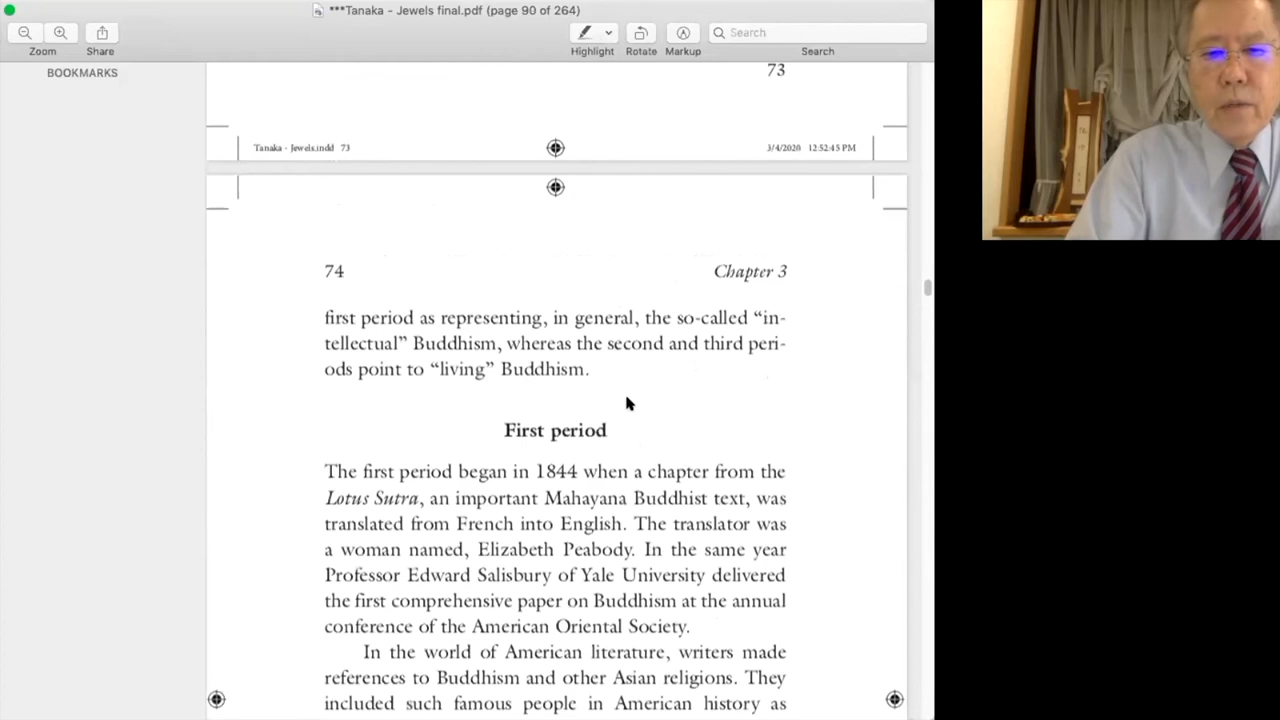 ***Tanaka - Jewels final.pdf (page 90 of 264)
Zoom
Share
Highlight
Rotate
Markup
Search
Search
BOOKMARKS
73
Tanaka - Jewels.indd 73
3/4/2020 12:52:45 PM
74
Chapter 3
first period as representing, in general, the so-called “in-
tellectual” Buddhism, whereas the second and third peri-
ods point to “living” Buddhism.
First period
The first period began in 1844 when a chapter from the
Lotus Sutra, an important Mahayana Buddhist text, was
translated from French into English. The translator was
a woman named, Elizabeth Peabody. In the same year
Professor Edward Salisbury of Yale University delivered
the first comprehensive paper on Buddhism at the annual
conference of the American Oriental Society.
In the world of American literature, writers made
references to Buddhism and other Asian religions. They
included such famous people in American history as